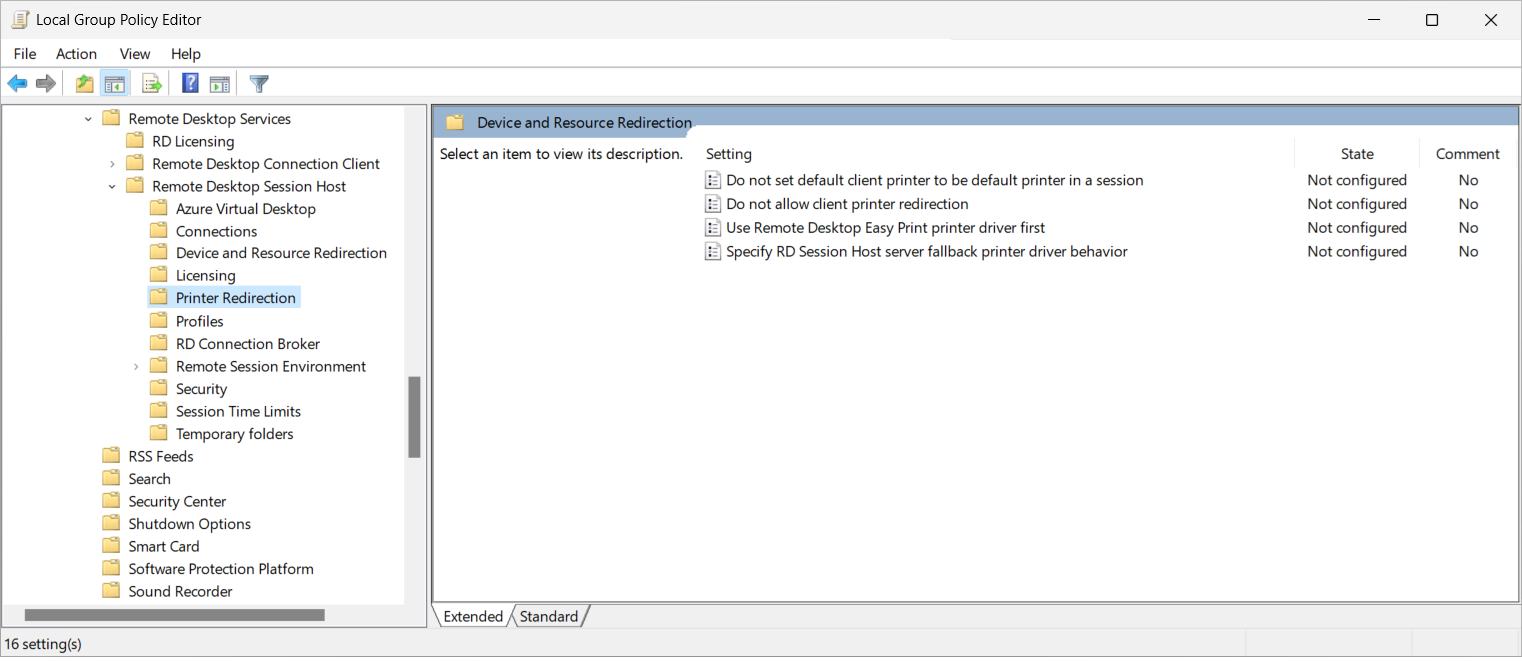 Local Group Policy Editor
File Action View Help
Remote Desktop Services
RD Licensing
Remote Desktop Connection Client
Remote Desktop Session Host
Azure Virtual Desktop
Connections
Device and Resource Redirection
Licensing
Printer Redirection
Profiles
RD Connection Broker
Remote Session Environment
Security
Session Time Limits
Temporary folders
RSS Feeds
Search
Security Center
Shutdown Options
Smart Card
Software Protection Platform
Sound Recorder
Device and Resource Redirection
Select an item to view its description.
Setting State Comment
Do not set default client printer to be default printer in a session Not configured No
Do not allow client printer redirection Not configured No
Use Remote Desktop Easy Print printer driver first Not configured No
Specify RD Session Host server fallback printer driver behavior Not configured No
Extended Standard
16 setting(s)